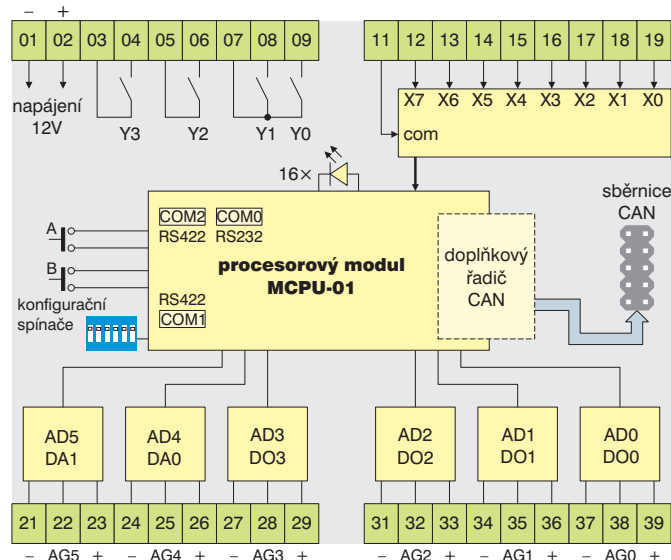 − +
01 02 03 04 05 06 07 08 09
11 12 13 14 15 16 17 18 19
napájení
12V
Y3 Y2 Y1 Y0
X7 X6 X5 X4 X3 X2 X1 X0
com
16×
sběrnice
CAN
A
B
COM2 COM0
RS422 RS232
procesorový modul
MCPU-01
RS422
COM1
doplňkový
řadič
CAN
konfigurační
spínače
AD5
DA1
AD4
DA0
AD3
DO3
AD2
DO2
AD1
DO1
AD0
DO0
21 22 23 24 25 26 27 28 29
31 32 33 34 35 36 37 38 39
− AG5 + − AG4 + − AG3 +
− AG2 + − AG1 + − AG0 +